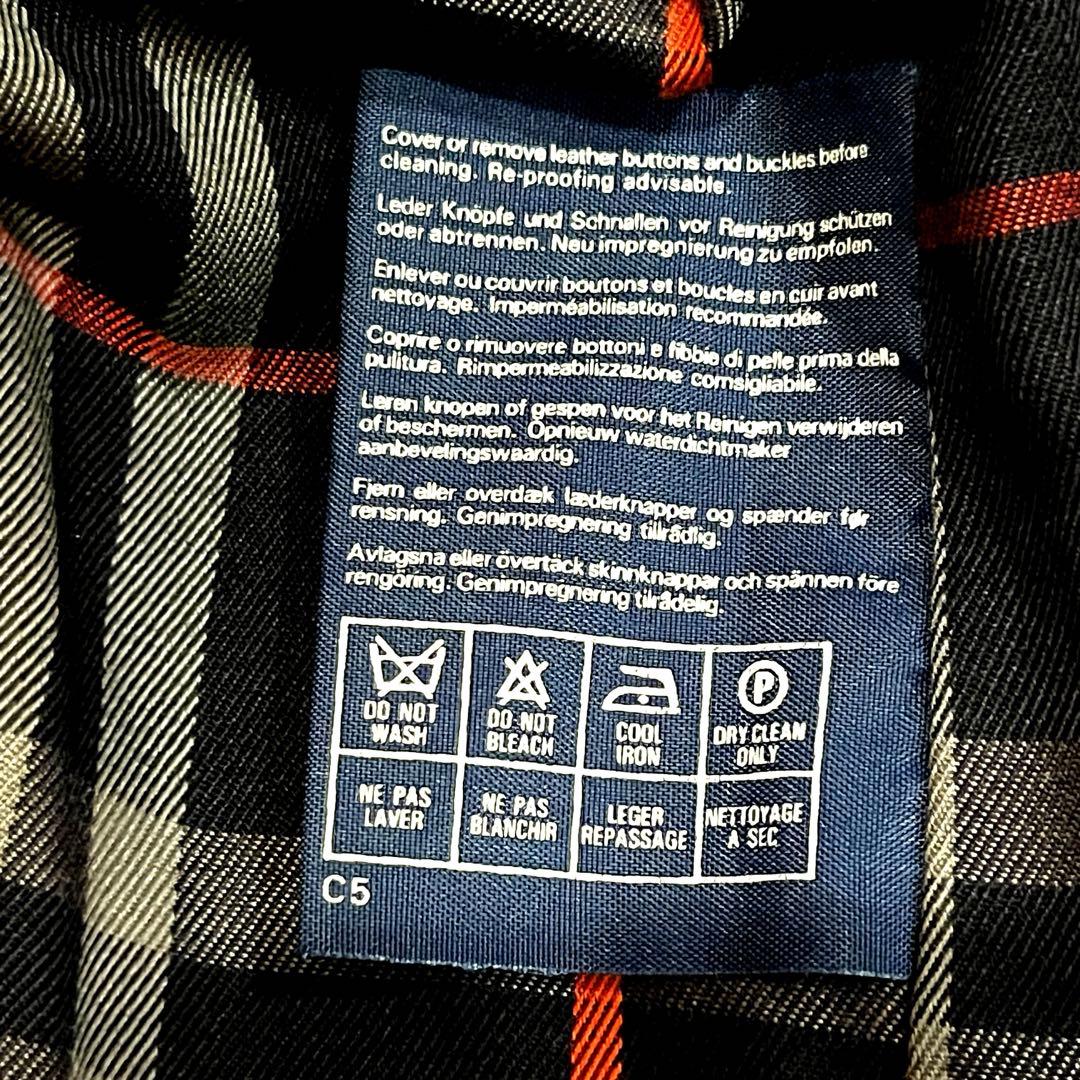 Cover or remove leather buttons and buckles before
cleaning. Re-proofing advisable.
Leder Knöpfe und Schnallen vor Reinigung schützen
oder abtrennen. Neu impregnierung zu empfolen.
Enlever ou couvrir boutons et boucles en cuir avant
nettoyage. Imperméabilisation recommandée.
Coprire o rimuovere bottoni e fibbie di pelle prima della
pulitura. Rimpermeabilizzazione comsigliabile.
Leren knopen of gespen voor het Reinigen verwijderen
of beschermen. Opnieuw waterdichtmaker
aanbevelingswaardig.
Fjern eller overdæk læderknapper og spænder før
rensning. Genimpregnering tilrådlig.
Avlagsna eller övertäck skinnknappar och spännen före
rengöring. Genimpregnering tilrådelig.
DO NOT WASH
DO NOT BLEACH
COOL IRON
P
DRY CLEAN ONLY
NE PAS LAVER
NE PAS BLANCHIR
LEGER REPASSAGE
NETTOYAGE A SEC
C5